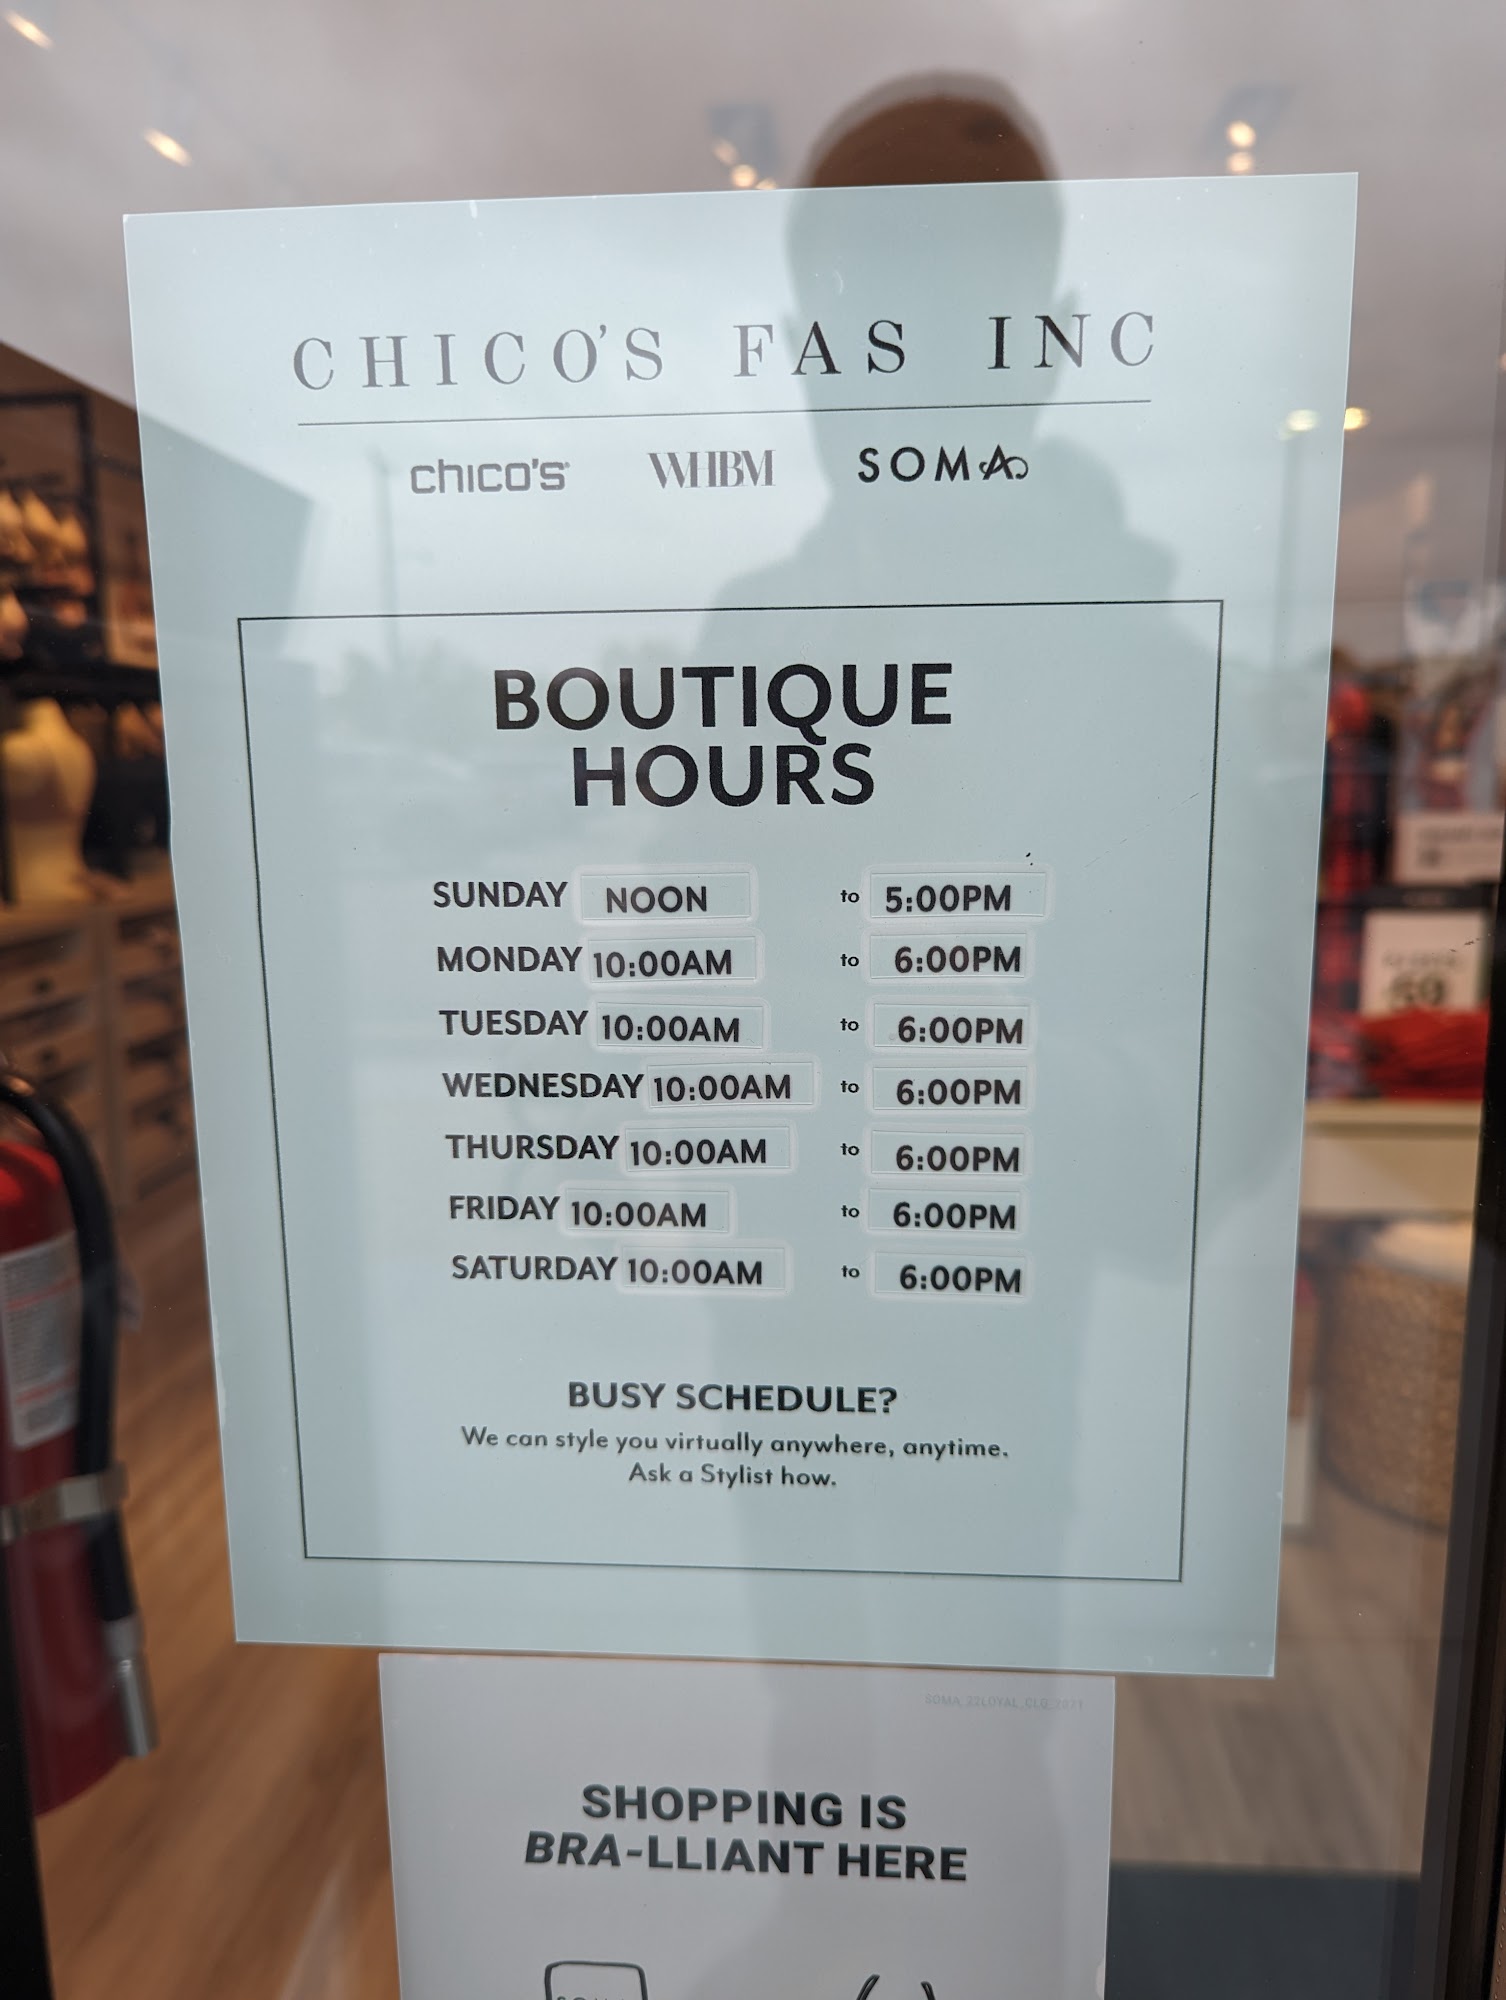 CHICO'S FAS INC
chico's WHBM SOMA
BOUTIQUE
HOURS
SUNDAY NOON to 5:00PM
MONDAY 10:00AM to 6:00PM
TUESDAY 10:00AM to 6:00PM
WEDNESDAY 10:00AM to 6:00PM
THURSDAY 10:00AM to 6:00PM
FRIDAY 10:00AM to 6:00PM
SATURDAY 10:00AM to 6:00PM
BUSY SCHEDULE?
We can style you virtually anywhere, anytime.
Ask a Stylist how.
SOMA_22LOYAL_CLG_2021
SHOPPING IS
BRA-LLIANT HERE